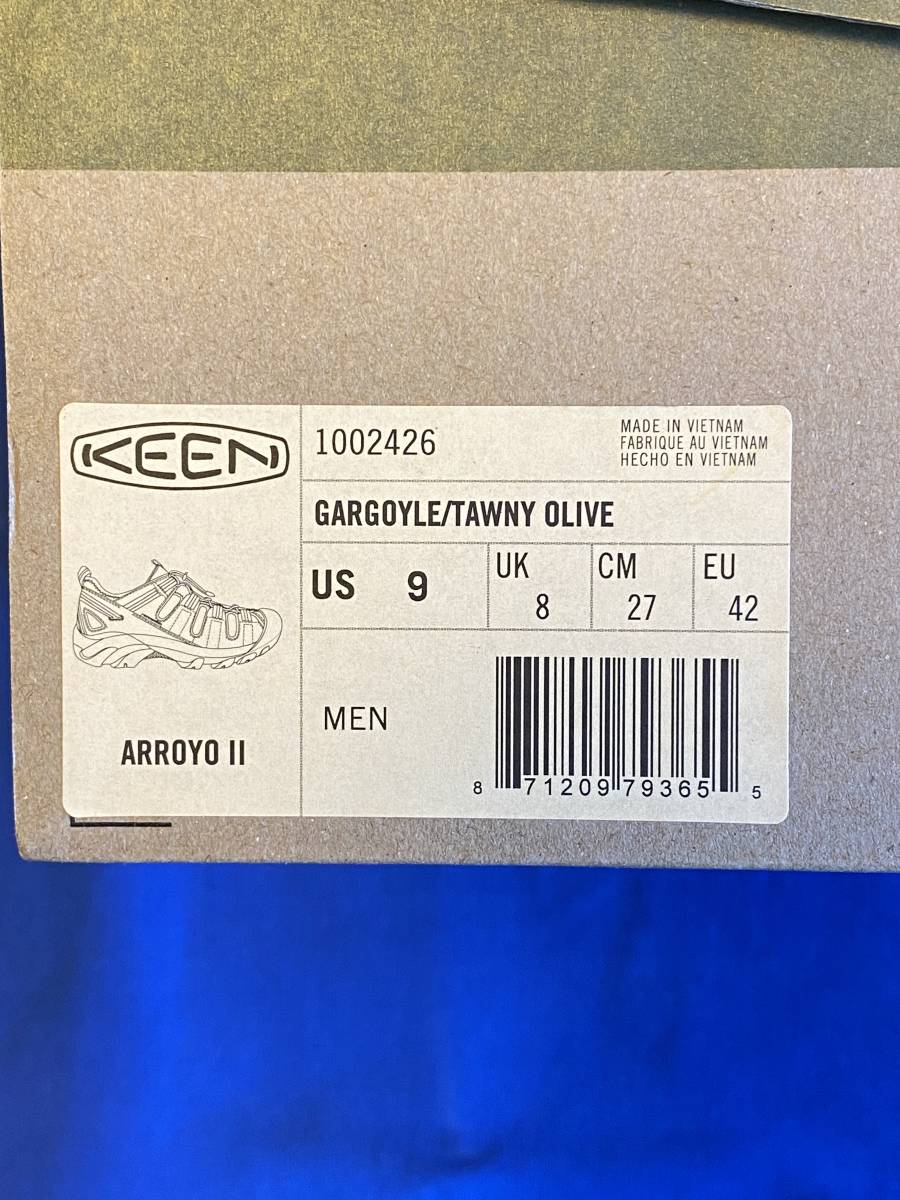 KEEN
1002426
MADE IN VIETNAM
FABRIQUE AU VIETNAM
HECHO EN VIETNAM
GARGOYLE/TAWNY OLIVE
US 9
UK 8
CM 27
EU 42
ARROYO II
MEN
8 71209 79365 5